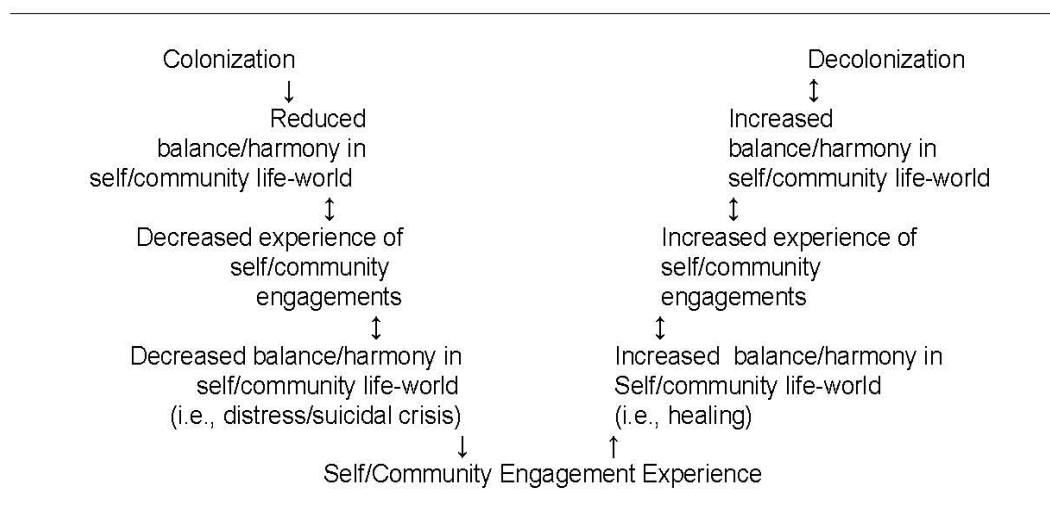 Colonization
↓
Reduced
balance/harmony in
self/community life-world
↕
Decreased experience of
self/community
engagements
↕
Decreased balance/harmony in
self/community life-world
(i.e., distress/suicidal crisis)
↓
Decolonization
↕
Increased
balance/harmony in
self/community life-world
↕
Increased experience of
self/community
engagements
↕
Increased balance/harmony in
Self/community life-world
(i.e., healing)
↑
Self/Community Engagement Experience